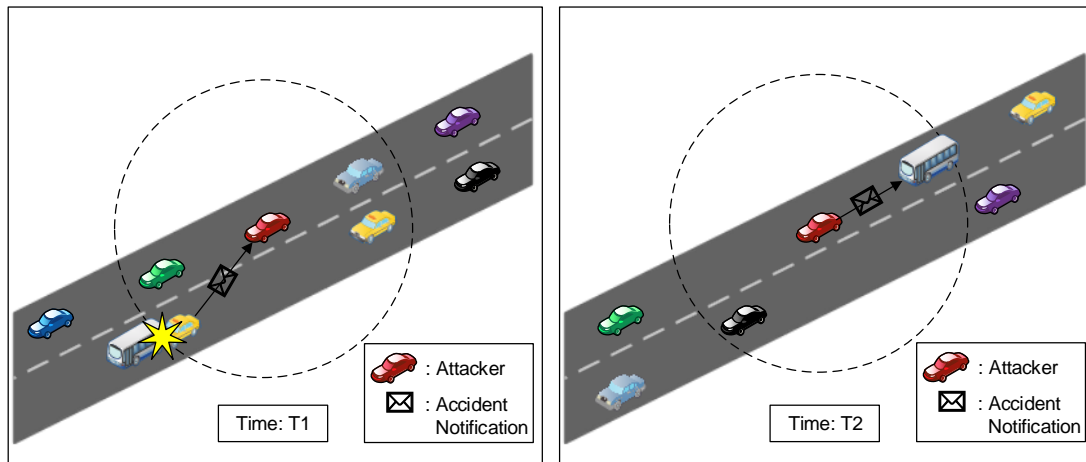 Time: T1
: Attacker
: Accident
Notification
Time: T2
: Attacker
: Accident
Notification